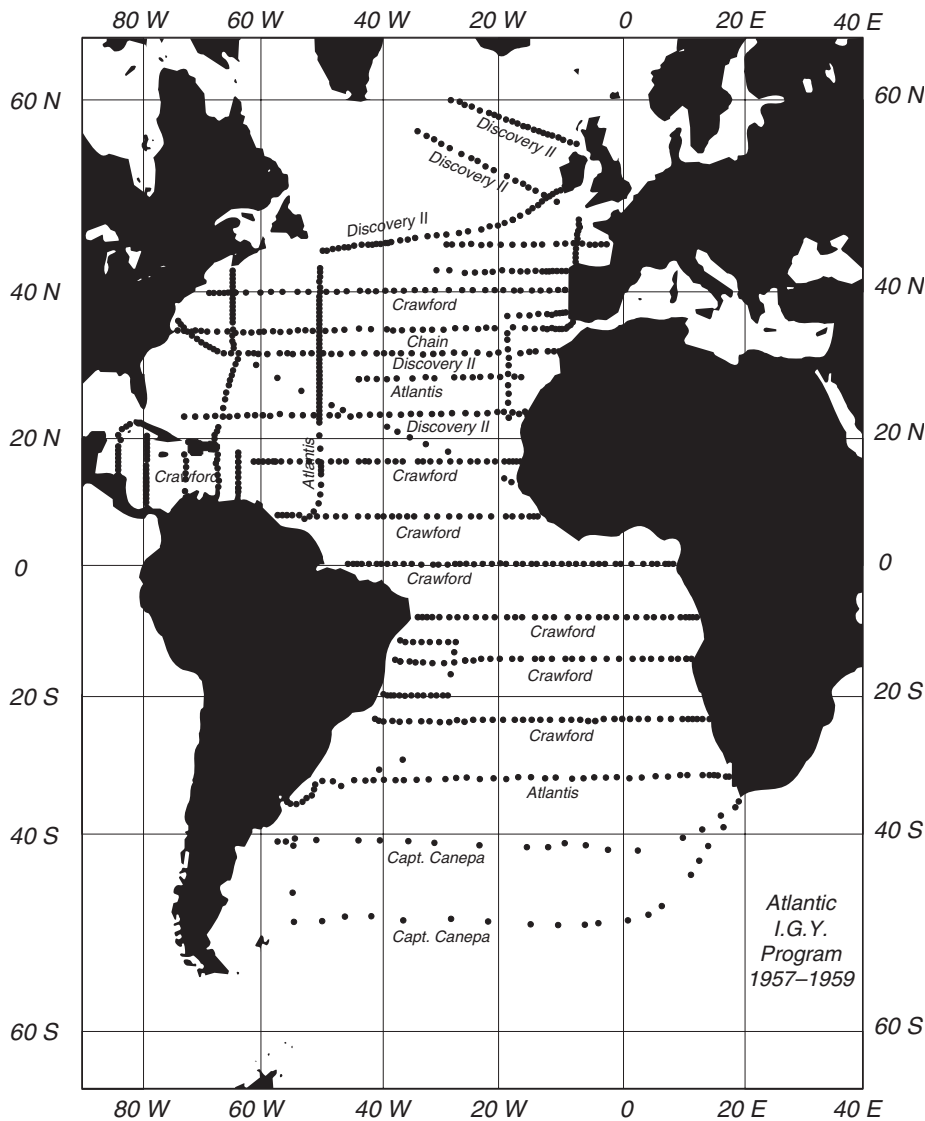 80 W 60 W 40 W 20 W 0 20 E 40 E
60 N 60 N
Discovery II
Discovery II
Discovery II
40 N 40 N
Crawford
Chain
Discovery II
Atlantis
Discovery II
20 N 20 N
Atlantis
Crawford Crawford
Crawford
0 0
Crawford
Crawford
Crawford
20 S 20 S
Crawford
Atlantis
40 S 40 S
Capt. Canepa
Capt. Canepa
Atlantic
I.G.Y.
Program
1957–1959
60 S 60 S
80 W 60 W 40 W 20 W 0 20 E 40 E